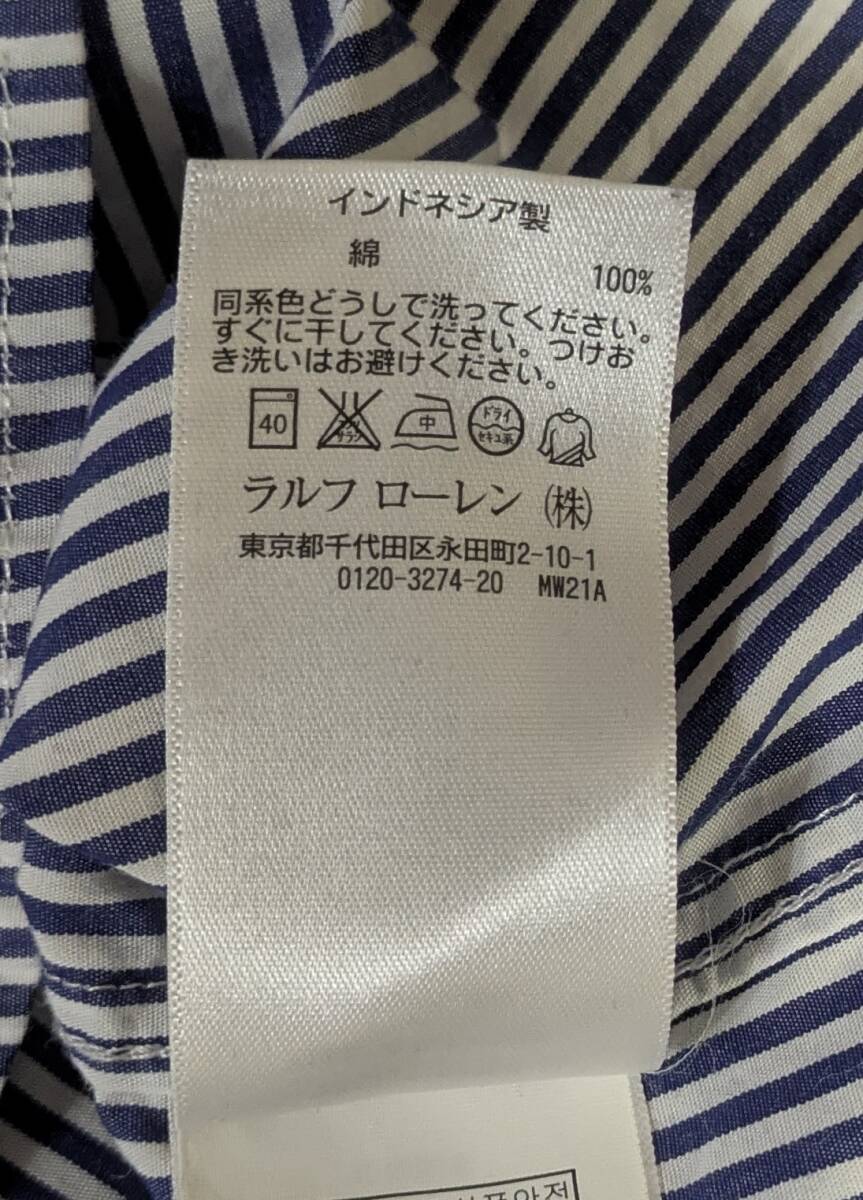 インドネシア製
綿 100%
同系色どうしで洗ってください。
すぐに干してください。つけお
き洗いはお避けください。
40 中 ドライ
セキユ系
ラルフ ローレン (株)
東京都千代田区永田町2-10-1
0120-3274-20 MW21A